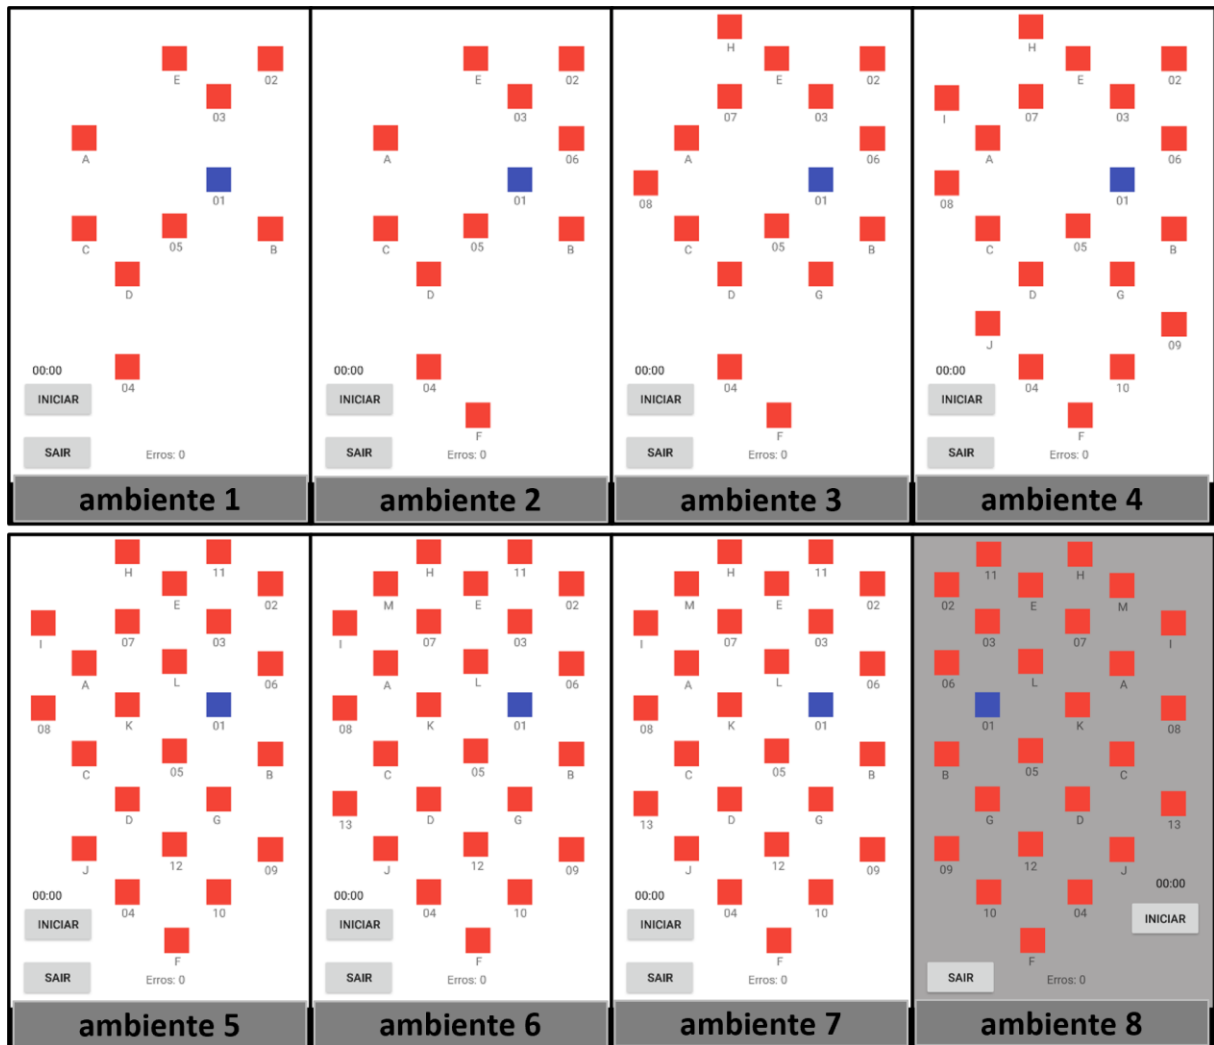 E 02
03
A
01
C 05 B
D
00:00
04
INICIAR
SAIR Erros: 0
ambiente 1
E 02
03
A 06
01
C 05 B
D
00:00
04
INICIAR
F
SAIR Erros: 0
ambiente 2
H
E 02
07 03
A 06
08 01
C 05 B
D G
00:00
04
INICIAR
F
SAIR Erros: 0
ambiente 3
H
E 02
I 07 03
A 06
08 01
C 05 B
D G
J 09
00:00
04 10
INICIAR
F
SAIR Erros: 0
ambiente 4
H 11
E 02
I 07 03
A L 06
08 K 01
C 05 B
D G
J 12 09
00:00
04 10
INICIAR
F
SAIR Erros: 0
ambiente 5
H 11
M E 02
I 07 03
A L 06
08 K 01
C 05 B
13 D G
J 12 09
00:00
04 10
INICIAR
F
SAIR Erros: 0
ambiente 6
H 11
M E 02
I 07 03
A L 06
08 K 01
C 05 B
13 D G
J 12 09
00:00
04 10
INICIAR
F
SAIR Erros: 0
ambiente 7
11 H
02 E M
03 07 I
06 L A
01 K 08
B 05 C
G D 13
09 12 J
00:00
10 04
INICIAR
F
SAIR Erros: 0
ambiente 8